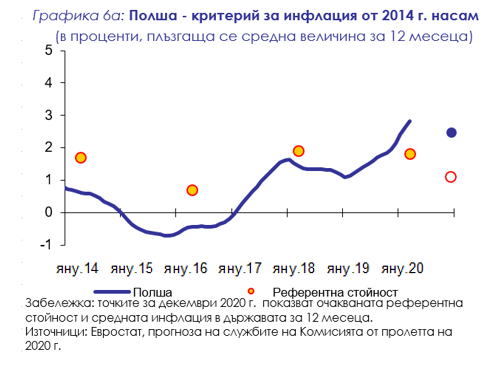 Графика 6а: Полша - критерий за инфлация от 2014 г. насам
(в проценти, плъзгаща се средна величина за 12 месеца)
5
4
3
2
1
0
-1
яну.14 яну.15 яну.16 яну.17 яну.18 яну.19 яну.20
Полша Референтна стойност
Забележка: точките за декември 2020 г. показват очакваната референтна
стойност и средната инфлация в държавата за 12 месеца.
Източници: Евростат, прогноза на службите на Комисията от пролетта на
2020 г.